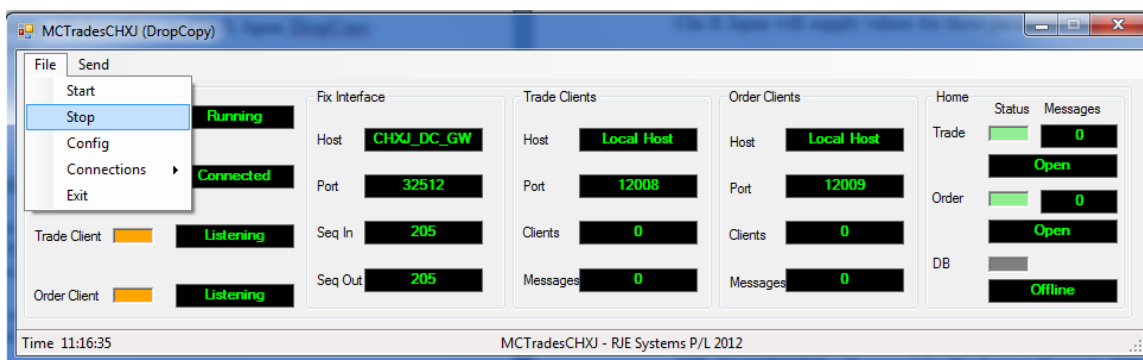 MCTradesCHXJ (DropCopy)
File Send
Start
Stop
Config
Connections
Exit
Running
Connected
Trade Client Listening
Order Client Listening
Fix Interface
Host CHXJ_DC_GW
Port 32512
Seq In 205
Seq Out 205
Trade Clients
Host Local Host
Port 12008
Clients 0
Messages 0
Order Clients
Host Local Host
Port 12009
Clients 0
Messages 0
Home
Status Messages
Trade 0
Open
Order 0
Open
DB
Offline
Time 11:16:35 MCTradesCHXJ - RJE Systems P/L 2012